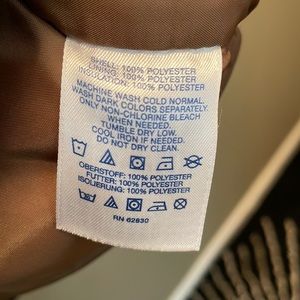 SHELL: 100% POLYESTER
LINING: 100% POLYESTER
INSULATION: 100% POLYESTER
MACHINE WASH COLD NORMAL.
WASH DARK COLORS SEPARATELY.
ONLY NON-CHLORINE BLEACH
WHEN NEEDED.
TUMBLE DRY LOW.
COOL IRON IF NEEDED.
DO NOT DRY CLEAN.
OBERSTOFF: 100% POLYESTER
FUTTER: 100% POLYESTER
ISOLIERUNG: 100% POLYESTER
RN 62830